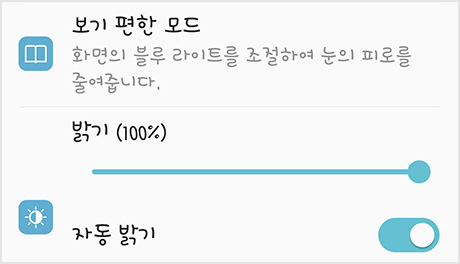 보기 편한 모드
화면의 블루 라이트를 조절하여 눈의 피로를
줄여줍니다.
밝기 (100%)
자동 밝기